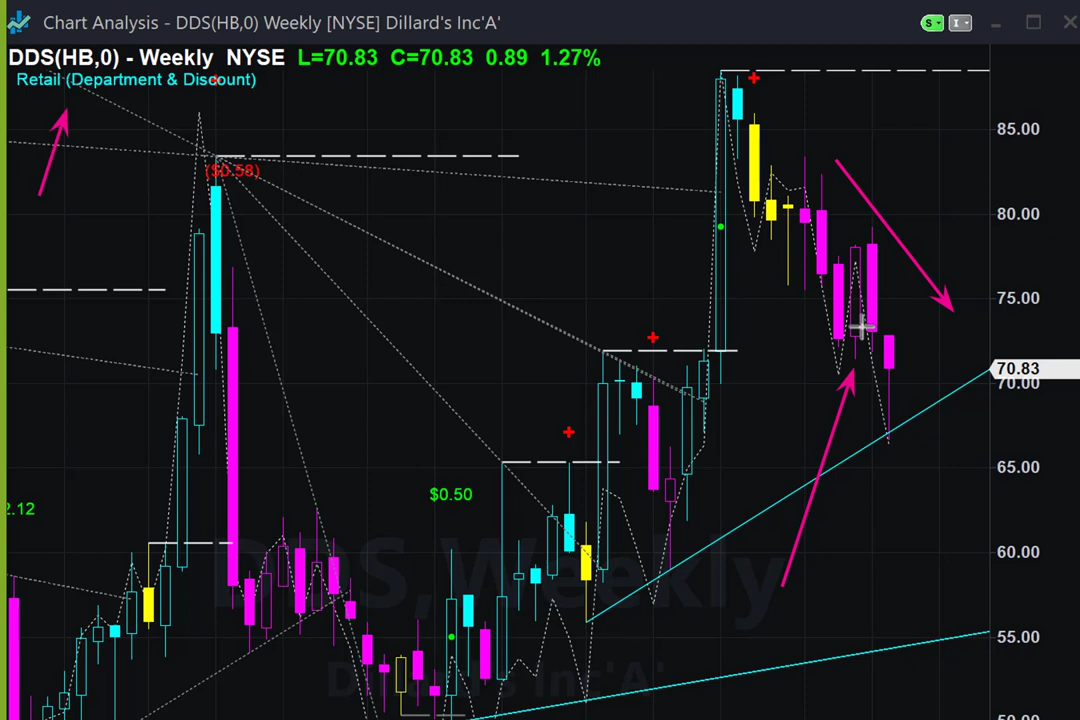 Chart Analysis - DDS(HB,0) Weekly [NYSE] Dillard's Inc'A'
S
I
DDS(HB,0) - Weekly NYSE L=70.83 C=70.83 0.89 1.27%
Retail (Department & Discount)
85.00
($0.58)
80.00
75.00
70.83
70.00
65.00
$0.50
2.12
60.00
DDS,Weekly
55.00
Dillard's Inc'A'
50.00